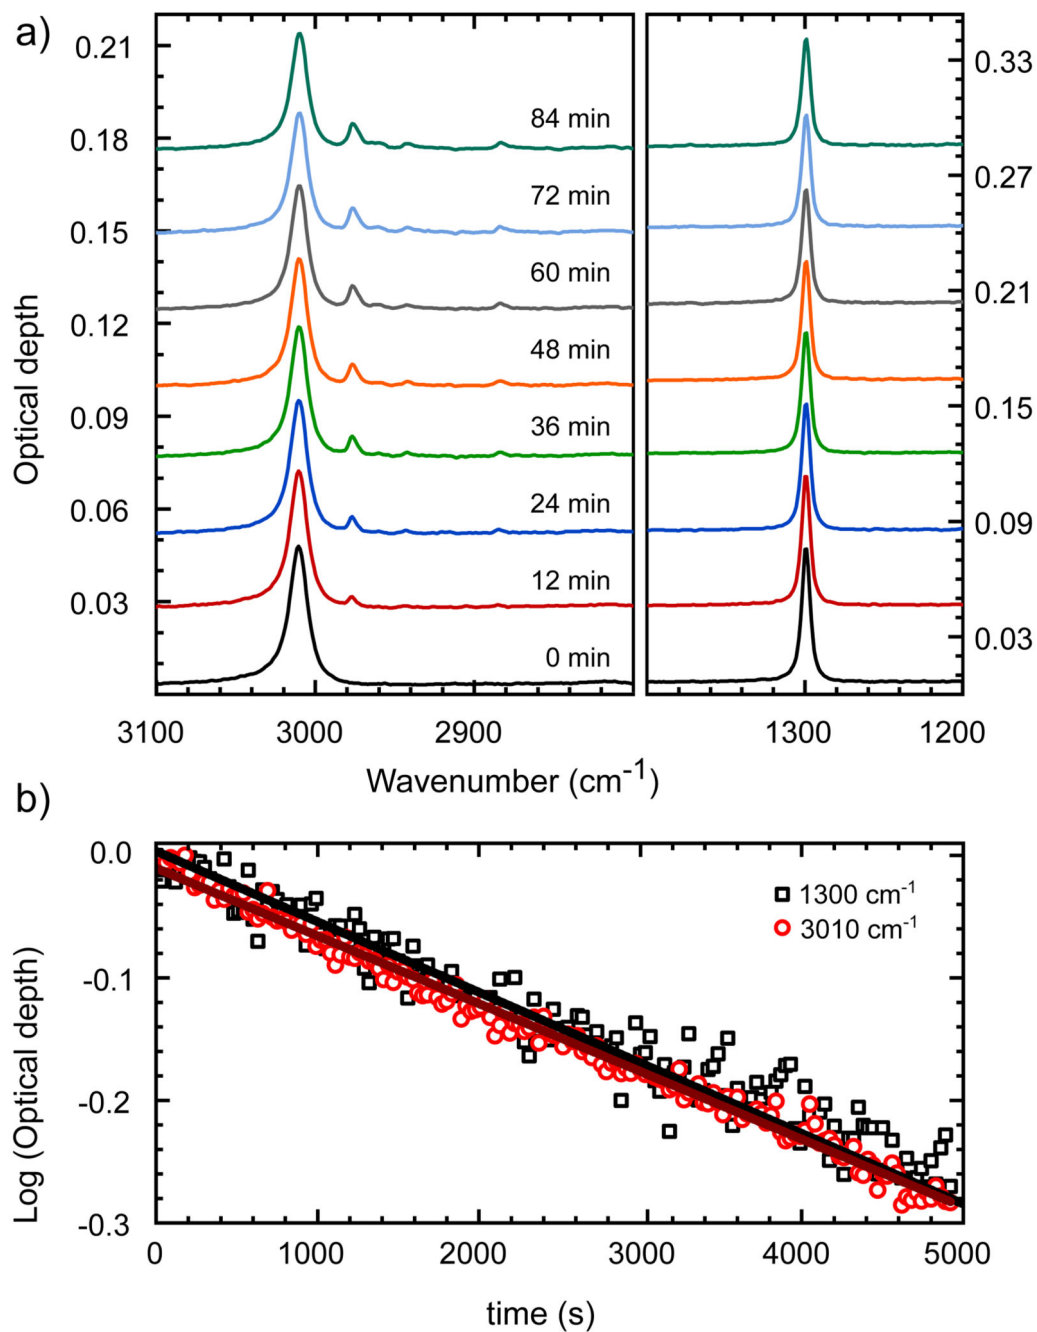 a)
0.21
0.18
0.15
0.12
0.09
0.06
0.03
Optical depth
84 min
72 min
60 min
48 min
36 min
24 min
12 min
0 min
0.33
0.27
0.21
0.15
0.09
0.03
3100 3000 2900 1300 1200
Wavenumber (cm⁻¹)
b)
0.0
-0.1
-0.2
-0.3
Log (Optical depth)
1300 cm⁻¹
3010 cm⁻¹
0 1000 2000 3000 4000 5000
time (s)